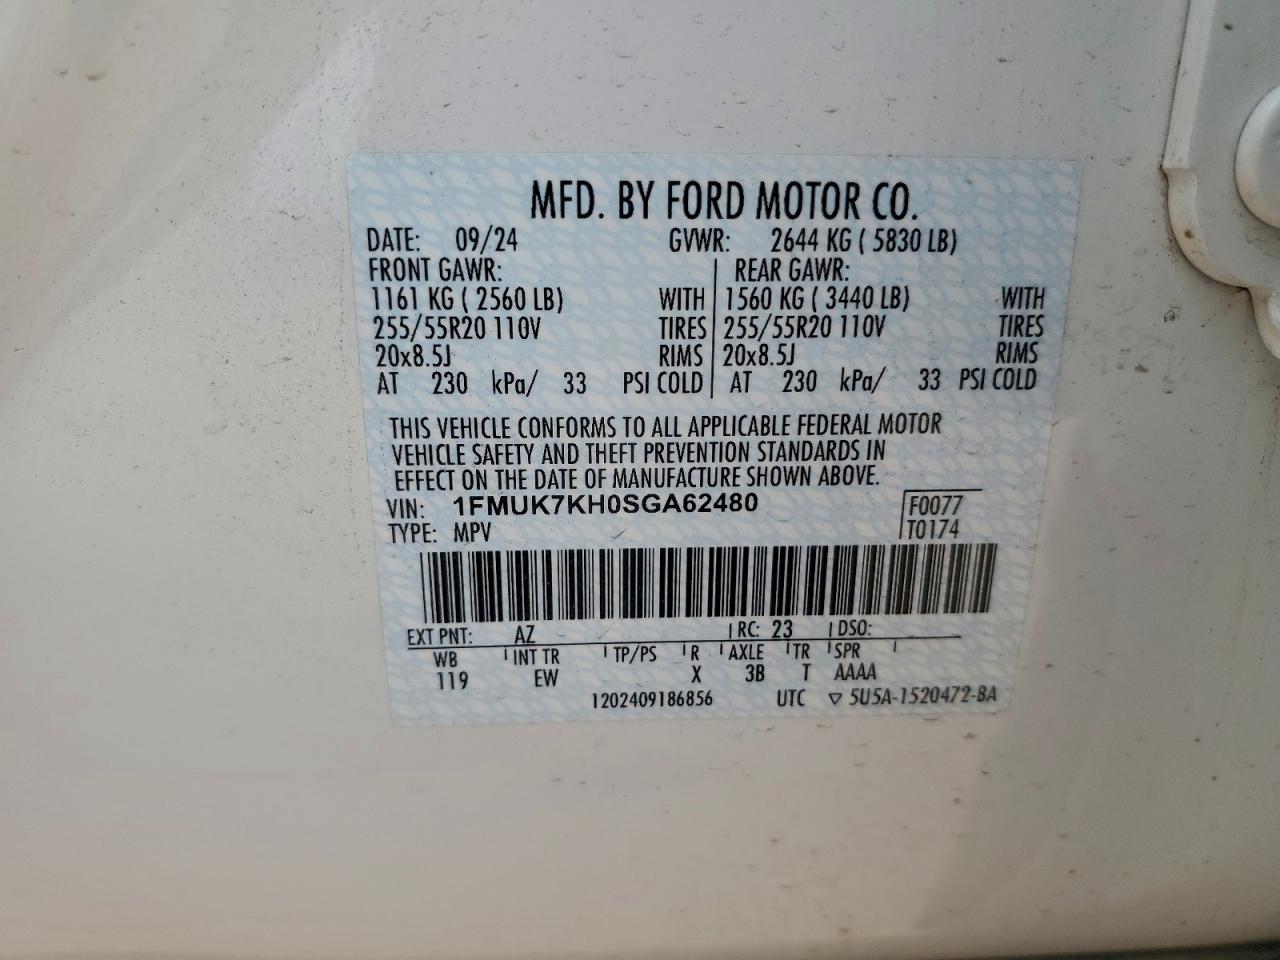 MFD. BY FORD MOTOR CO.
DATE: 09/24 GVWR: 2644 KG ( 5830 LB)
FRONT GAWR: REAR GAWR:
1161 KG ( 2560 LB) WITH 1560 KG ( 3440 LB) WITH
255/55R20 110V TIRES 255/55R20 110V TIRES
20x8.5J RIMS 20x8.5J RIMS
AT 230 kPa/ 33 PSI COLD AT 230 kPa/ 33 PSI COLD
THIS VEHICLE CONFORMS TO ALL APPLICABLE FEDERAL MOTOR
VEHICLE SAFETY AND THEFT PREVENTION STANDARDS IN
EFFECT ON THE DATE OF MANUFACTURE SHOWN ABOVE.
VIN: 1FMUK7KH0SGA62480 F0077
TYPE: MPV T0174
EXT PNT: AZ RC: 23 DSO:
WB INT TR TP/PS R AXLE TR SPR
119 EW X 3B T AAAA
1202409186856 UTC ▽ 5U5A-1520472-BA